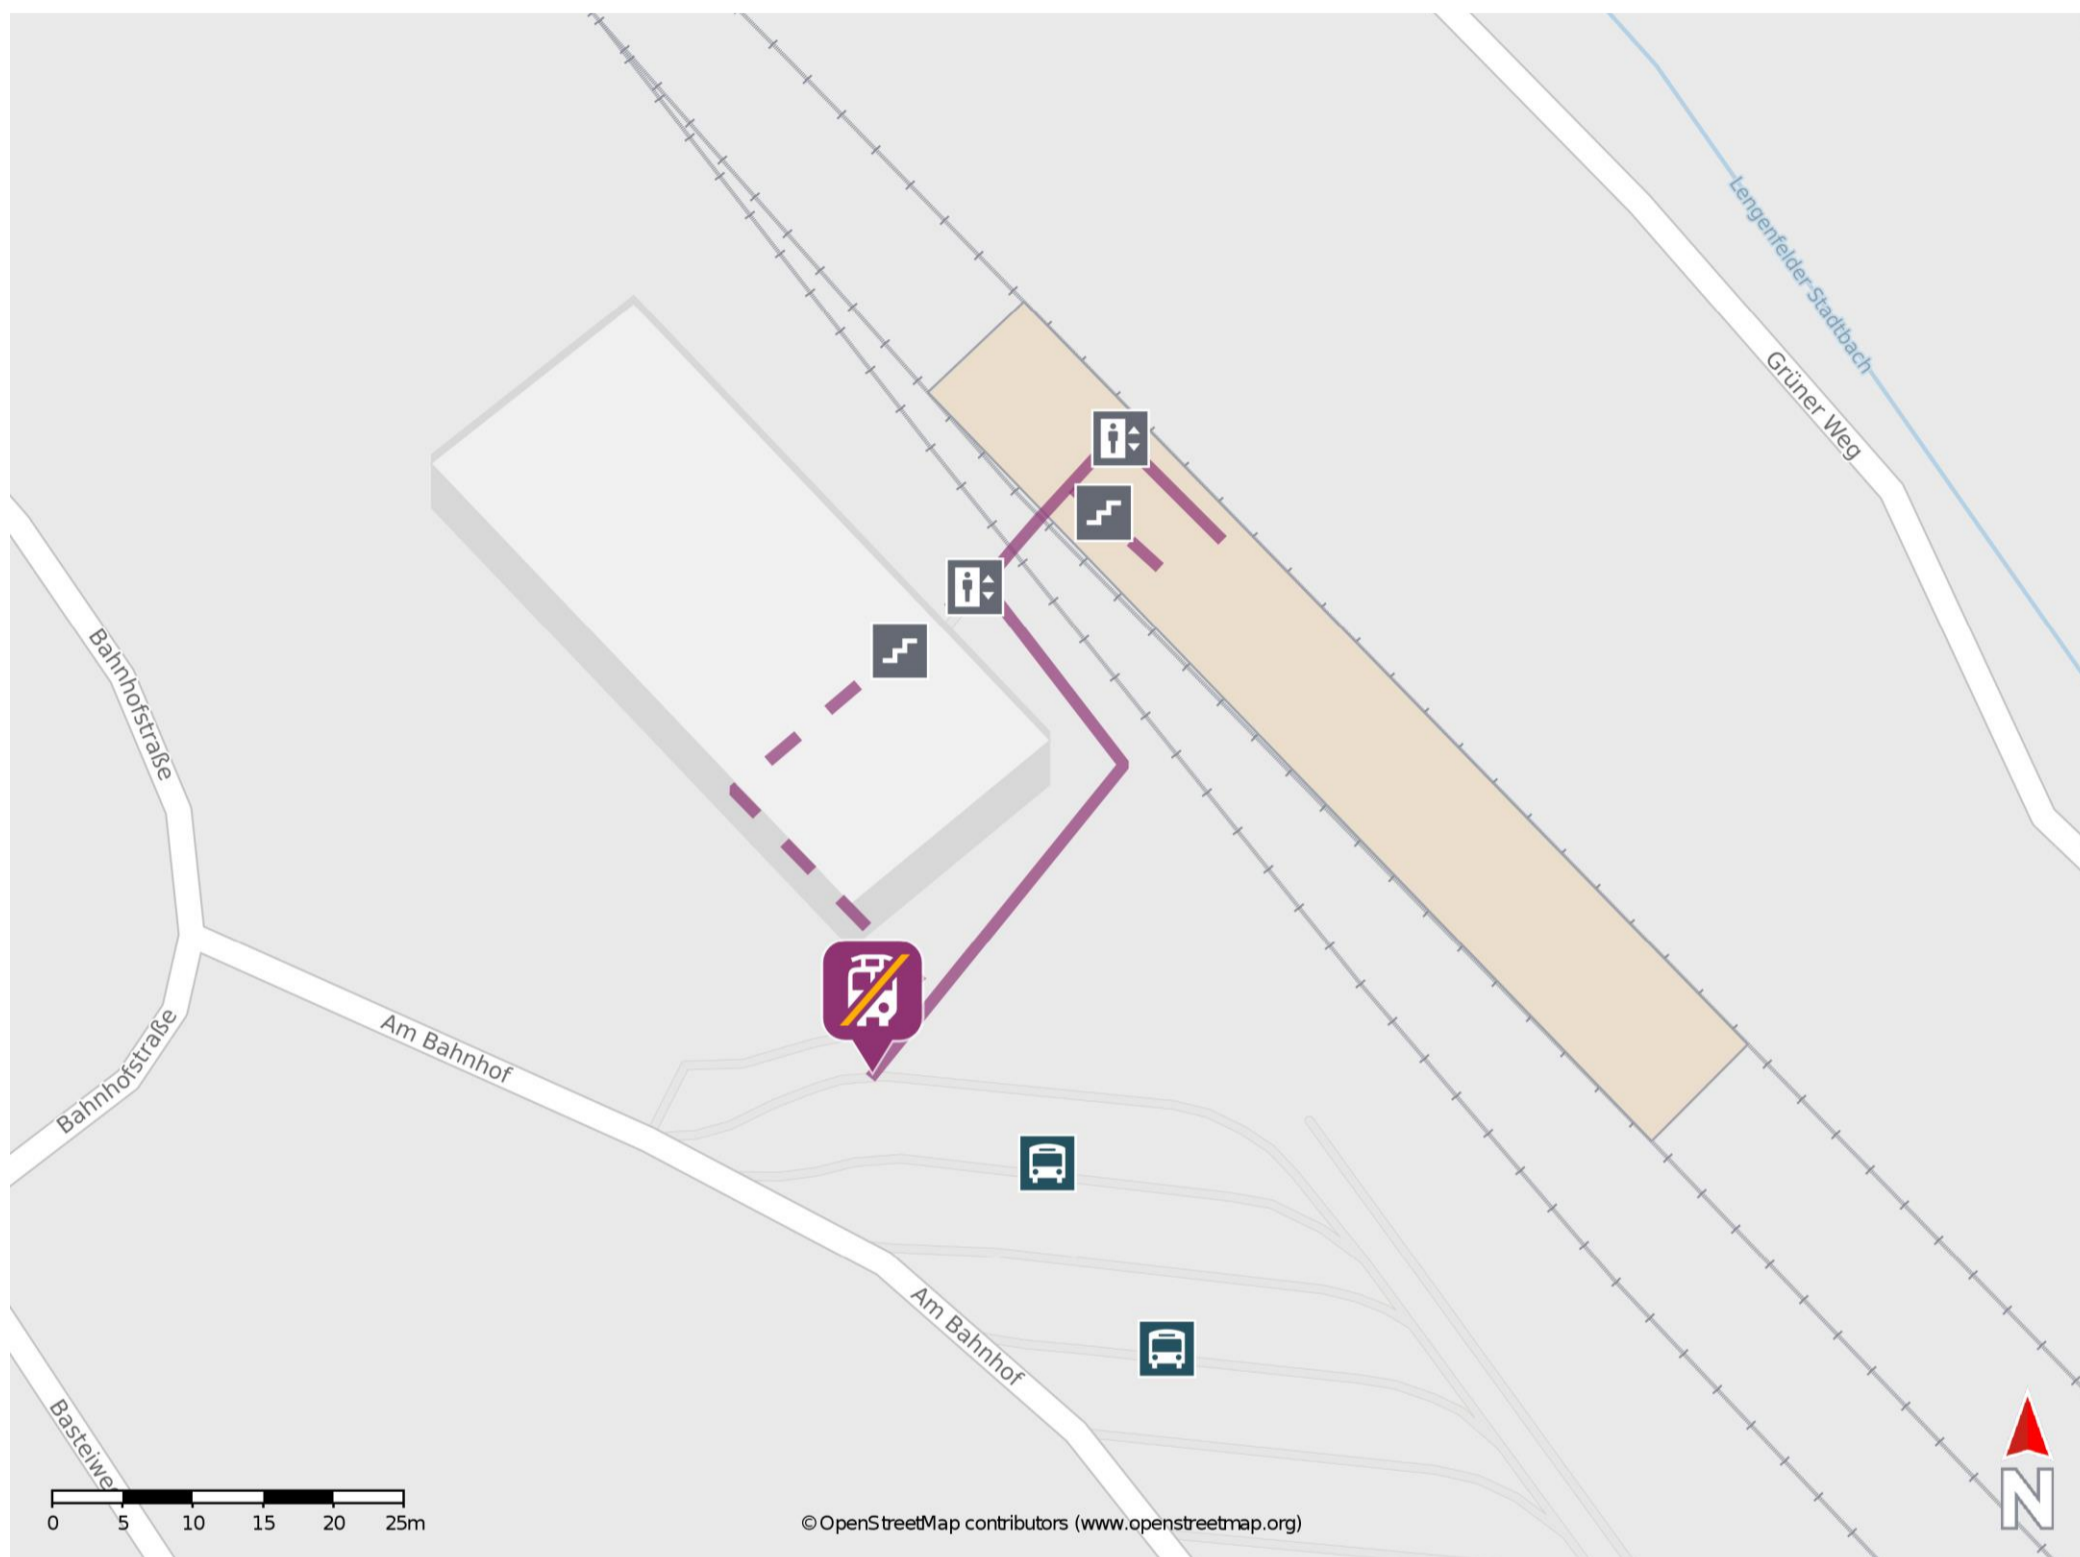 Lengenfelder-Stadtbach
Grüner Weg
Bahnhofstraße
Bahnhofstraße
Am Bahnhof
Am Bahnhof
Basteiwe
0 5 10 15 20 25m
©OpenStreetMap contributors (www.openstreetmap.org)
N